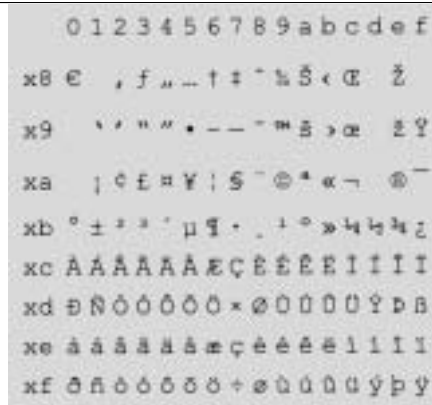 0 1 2 3 4 5 6 7 8 9 a b c d e f
x8 € ‚ ƒ „ … † ‡ ˆ ‰ Š ‹ Œ Ž
x9 ‘ ’ “ ” • – — ˜ ™ š › œ ž Ÿ
xa ¡ ¢ £ ¤ ¥ ¦ § ¨ © ª « ¬ ® ¯
xb ° ± ² ³ ´ µ ¶ · ¸ ¹ º » ¼ ½ ¾ ¿
xc À Á Â Ã Ä Å Æ Ç È É Ê Ë Ì Í Î Ï
xd Ð Ñ Ò Ó Ô Õ Ö × Ø Ù Ú Û Ü Ý Þ ß
xe à á â ã ä å æ ç è é ê ë ì í î ï
xf ð ñ ò ó ô õ ö ÷ ø ù ú û ü ý þ ÿ